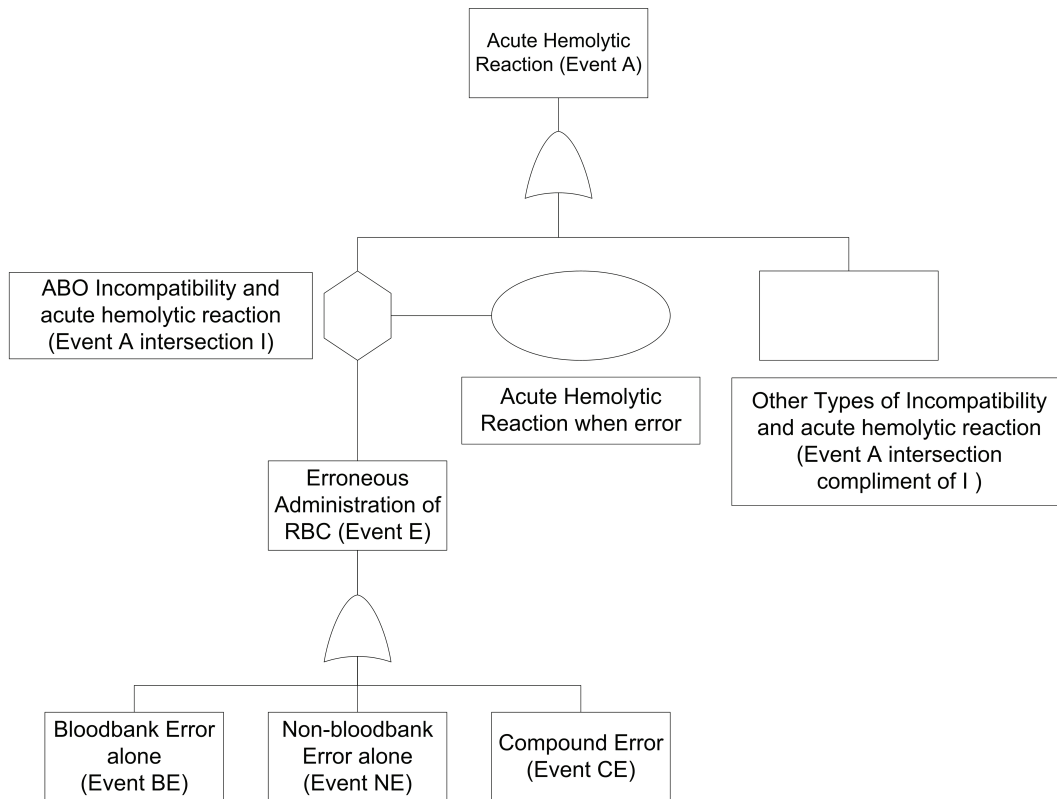 Acute Hemolytic
Reaction (Event A)
ABO Incompatibility and
acute hemolytic reaction
(Event A intersection I)
Acute Hemolytic
Reaction when error
Other Types of Incompatibility
and acute hemolytic reaction
(Event A intersection
compliment of I )
Erroneous
Administration of
RBC (Event E)
Bloodbank Error
alone
(Event BE)
Non-bloodbank
Error alone
(Event NE)
Compound Error
(Event CE)